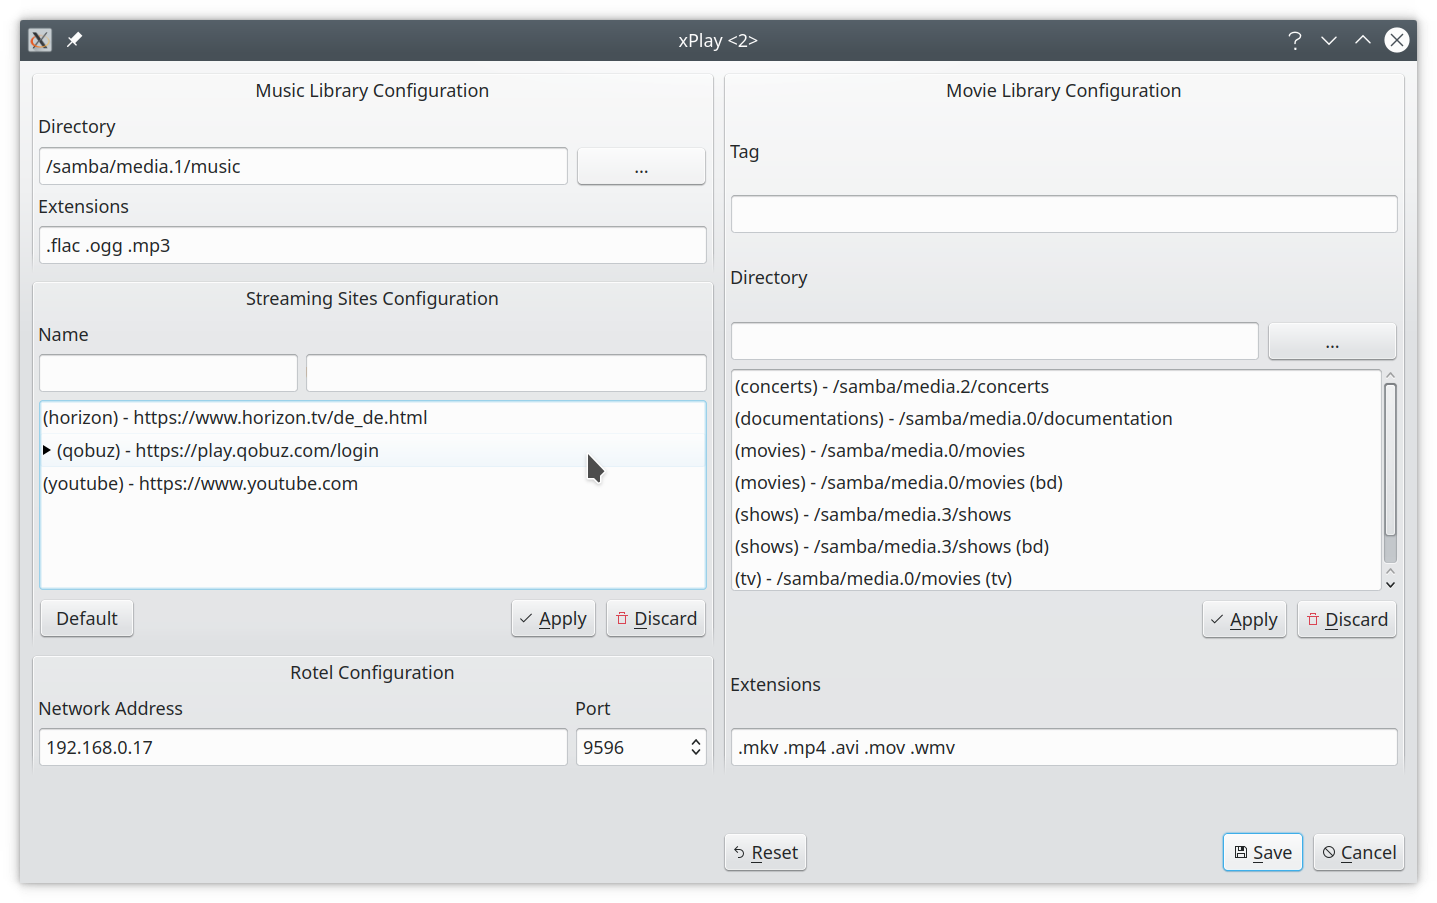 xPlay <2>
Music Library Configuration
Directory
/samba/media.1/music
...
Extensions
.flac .ogg .mp3
Streaming Sites Configuration
Name
(horizon) - https://www.horizon.tv/de_de.html
(qobuz) - https://play.qobuz.com/login
(youtube) - https://www.youtube.com
Default
Apply
Discard
Rotel Configuration
Network Address
Port
192.168.0.17
9596
Movie Library Configuration
Tag
Directory
...
(concerts) - /samba/media.2/concerts
(documentations) - /samba/media.0/documentation
(movies) - /samba/media.0/movies
(movies) - /samba/media.0/movies (bd)
(shows) - /samba/media.3/shows
(shows) - /samba/media.3/shows (bd)
(tv) - /samba/media.0/movies (tv)
Apply
Discard
Extensions
.mkv .mp4 .avi .mov .wmv
Reset
Save
Cancel